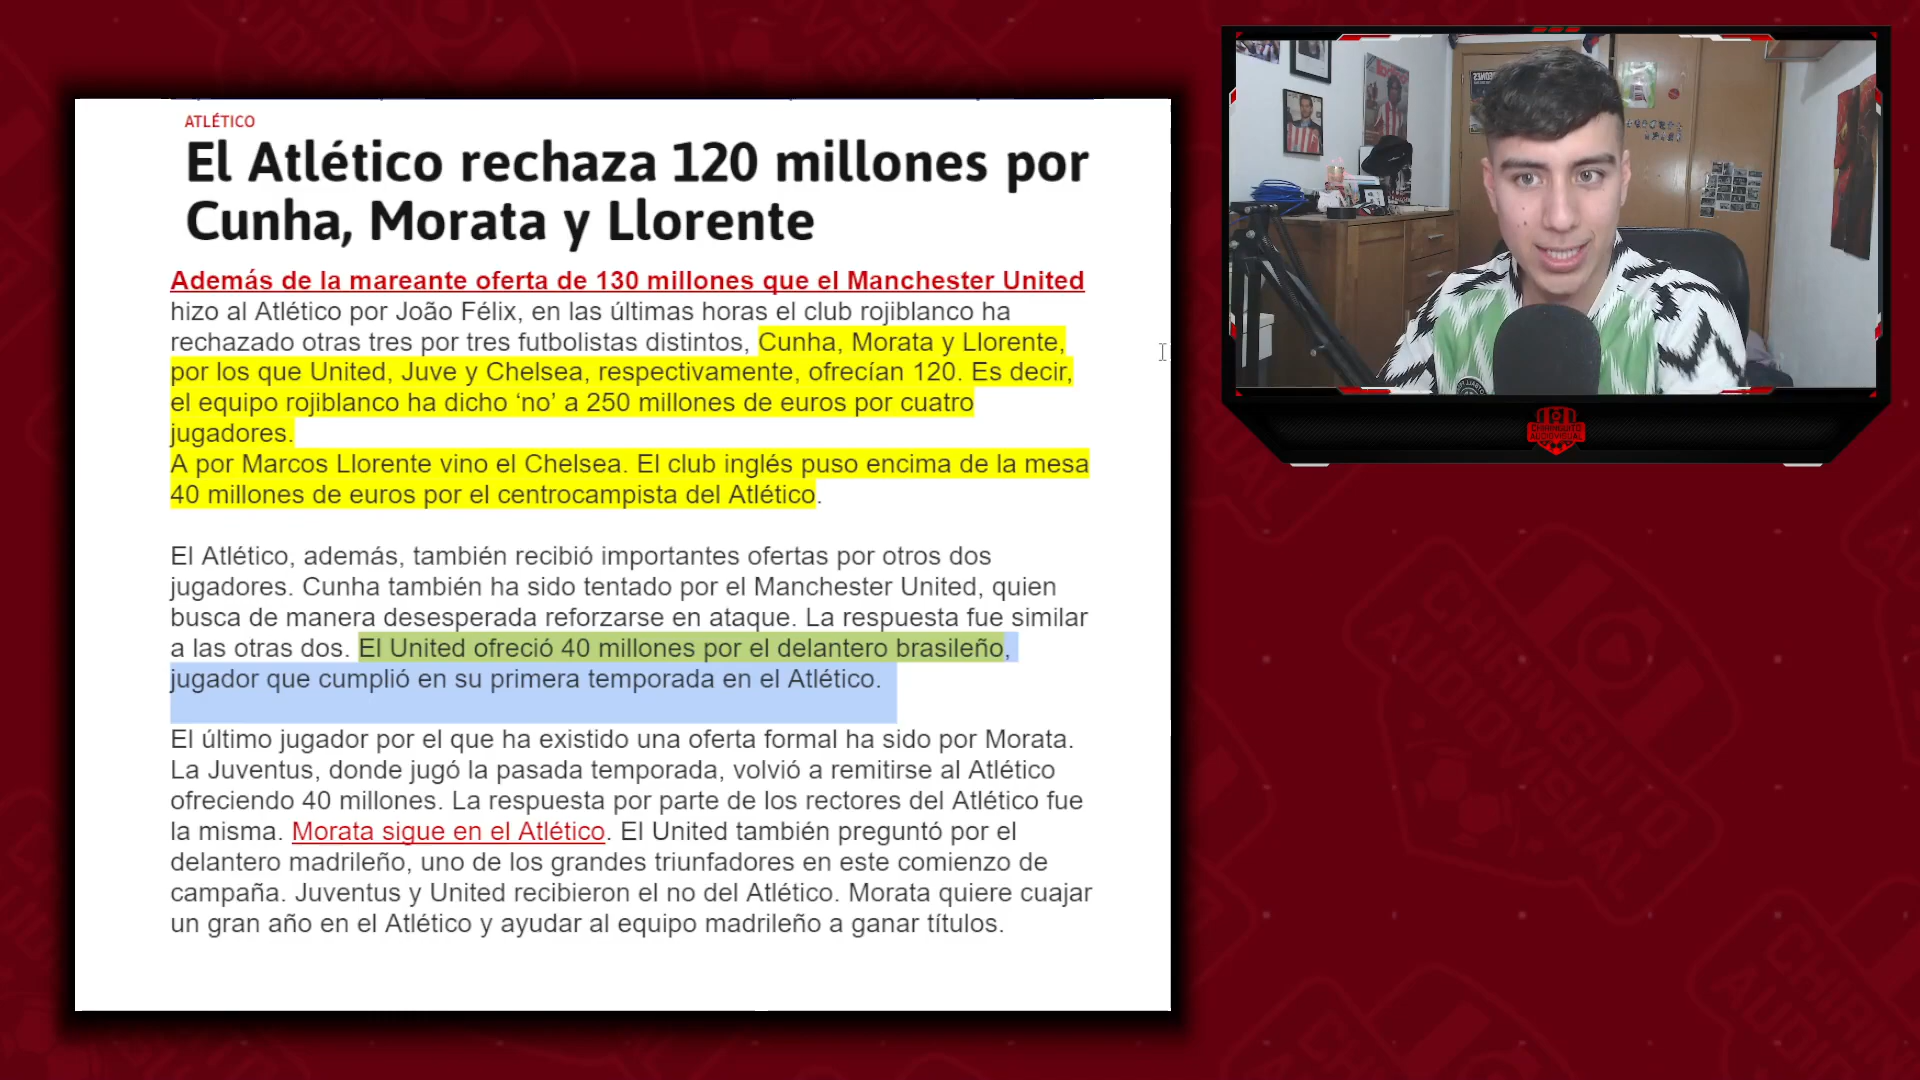 ATLÉTICO
El Atlético rechaza 120 millones por
Cunha, Morata y Llorente
Además de la mareante oferta de 130 millones que el Manchester United
hizo al Atlético por João Félix, en las últimas horas el club rojiblanco ha
rechazado otras tres por tres futbolistas distintos, Cunha, Morata y Llorente,
por los que United, Juve y Chelsea, respectivamente, ofrecían 120. Es decir,
el equipo rojiblanco ha dicho ‘no’ a 250 millones de euros por cuatro
jugadores.
A por Marcos Llorente vino el Chelsea. El club inglés puso encima de la mesa
40 millones de euros por el centrocampista del Atlético.
El Atlético, además, también recibió importantes ofertas por otros dos
jugadores. Cunha también ha sido tentado por el Manchester United, quien
busca de manera desesperada reforzarse en ataque. La respuesta fue similar
a las otras dos. El United ofreció 40 millones por el delantero brasileño,
jugador que cumplió en su primera temporada en el Atlético.
El último jugador por el que ha existido una oferta formal ha sido por Morata.
La Juventus, donde jugó la pasada temporada, volvió a remitirse al Atlético
ofreciendo 40 millones. La respuesta por parte de los rectores del Atlético fue
la misma. Morata sigue en el Atlético. El United también preguntó por el
delantero madrileño, uno de los grandes triunfadores en este comienzo de
campaña. Juventus y United recibieron el no del Atlético. Morata quiere cuajar
un gran año en el Atlético y ayudar al equipo madrileño a ganar títulos.
CHIRINGUITO
AUDIOVISUAL